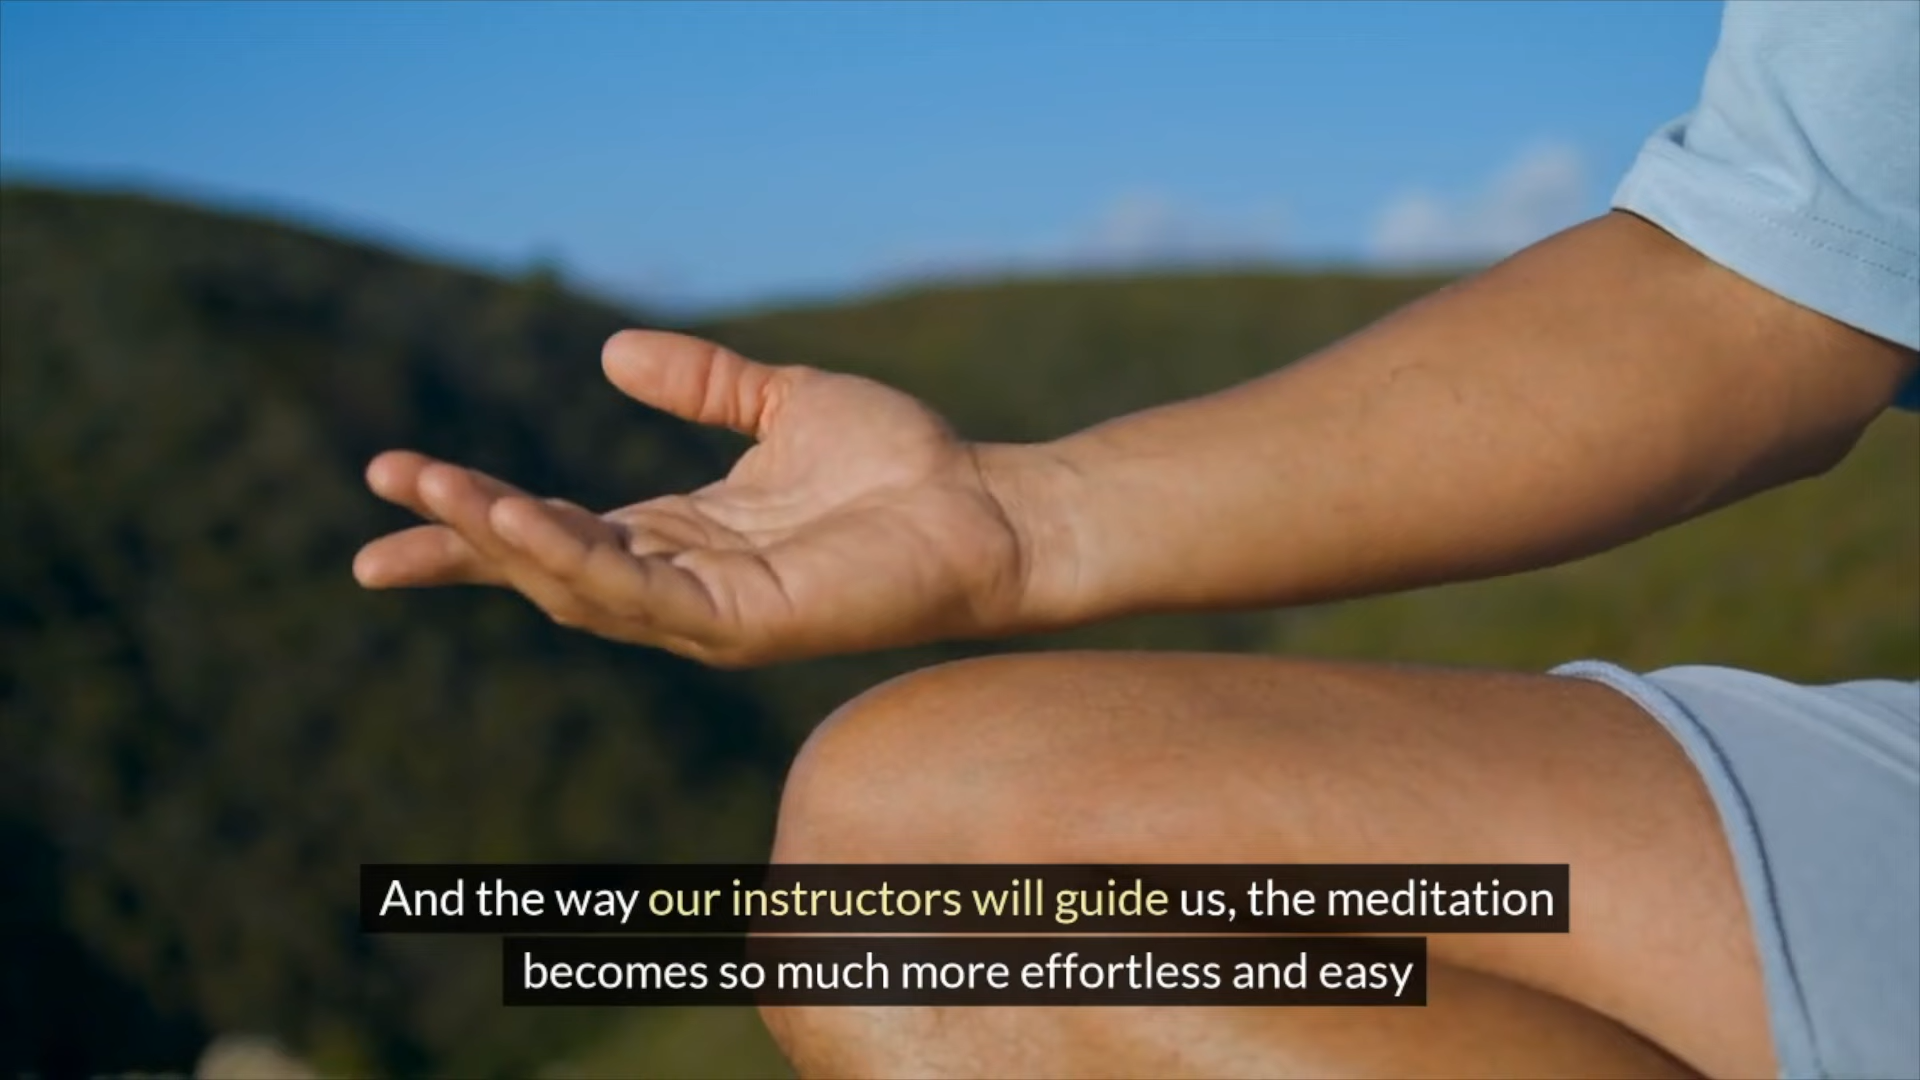 And the way our instructors will guide us, the meditation
becomes so much more effortless and easy